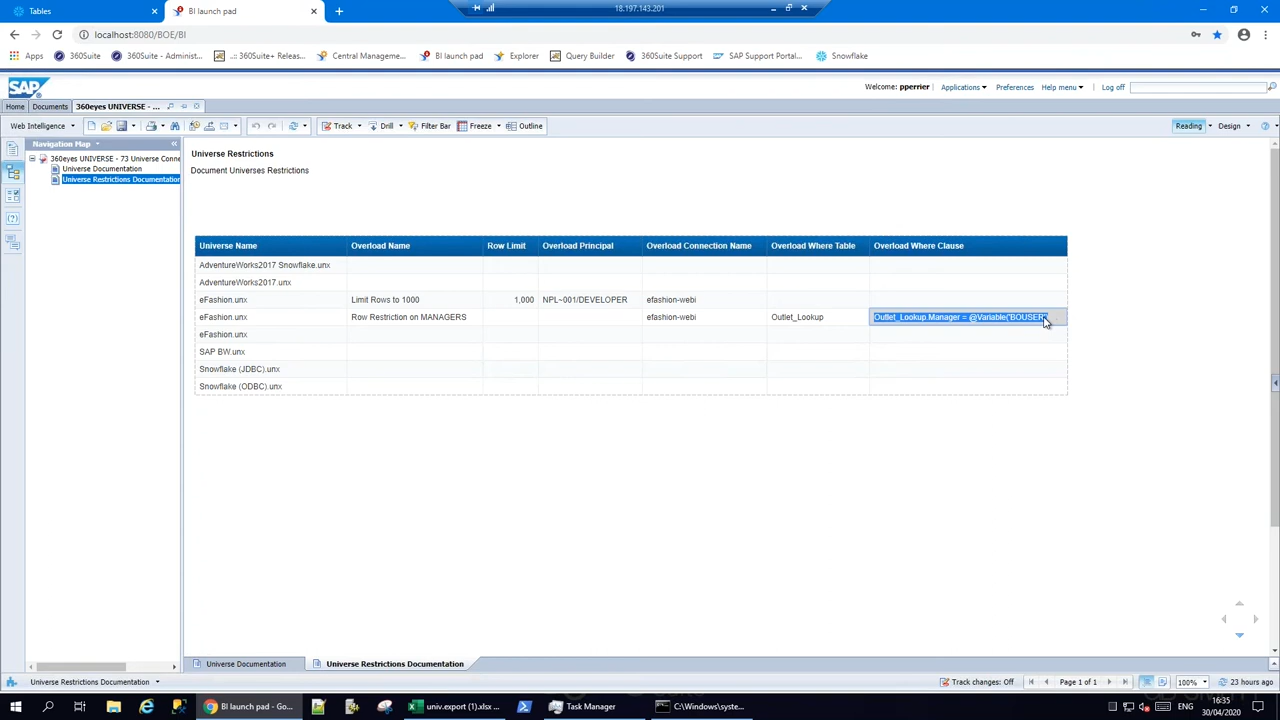 Tables
BI launch pad
18.197.143.201
localhost:8080/BOE/BI
Apps
360Suite
360Suite - Administ...
.:: 360Suite+ Releas...
Central Manageme...
BI launch pad
Explorer
Query Builder
360Suite Support
SAP Support Portal...
Snowflake
SAP
Welcome: pperrier
Applications
Preferences
Help menu
Log off
Home
Documents
360eyes UNIVERSE - ...
Web Intelligence
Track
Drill
Filter Bar
Freeze
Outline
Reading
Design
Navigation Map
360eyes UNIVERSE - 73 Universe Conne
Universe Documentation
Universe Restrictions Documentation
Universe Restrictions
Document Universes Restrictions
Universe Name Overload Name Row Limit Overload Principal Overload Connection Name Overload Where Table Overload Where Clause
AdventureWorks2017 Snowflake.unx
AdventureWorks2017.unx
eFashion.unx Limit Rows to 1000 1,000 NPL~001/DEVELOPER efashion-webi
eFashion.unx Row Restriction on MANAGERS efashion-webi Outlet_Lookup Outlet_Lookup.Manager = @Variable("BOUSER"
eFashion.unx
SAP BW.unx
Snowflake (JDBC).unx
Snowflake (ODBC).unx
Universe Documentation
Universe Restrictions Documentation
Universe Restrictions Documentation
Track changes: Off
Page 1 of 1
100%
23 hours ago
BI launch pad - Go...
univ.export (1).xlsx ...
Task Manager
C:\Windows\syste...
ENG
16:35
30/04/2020